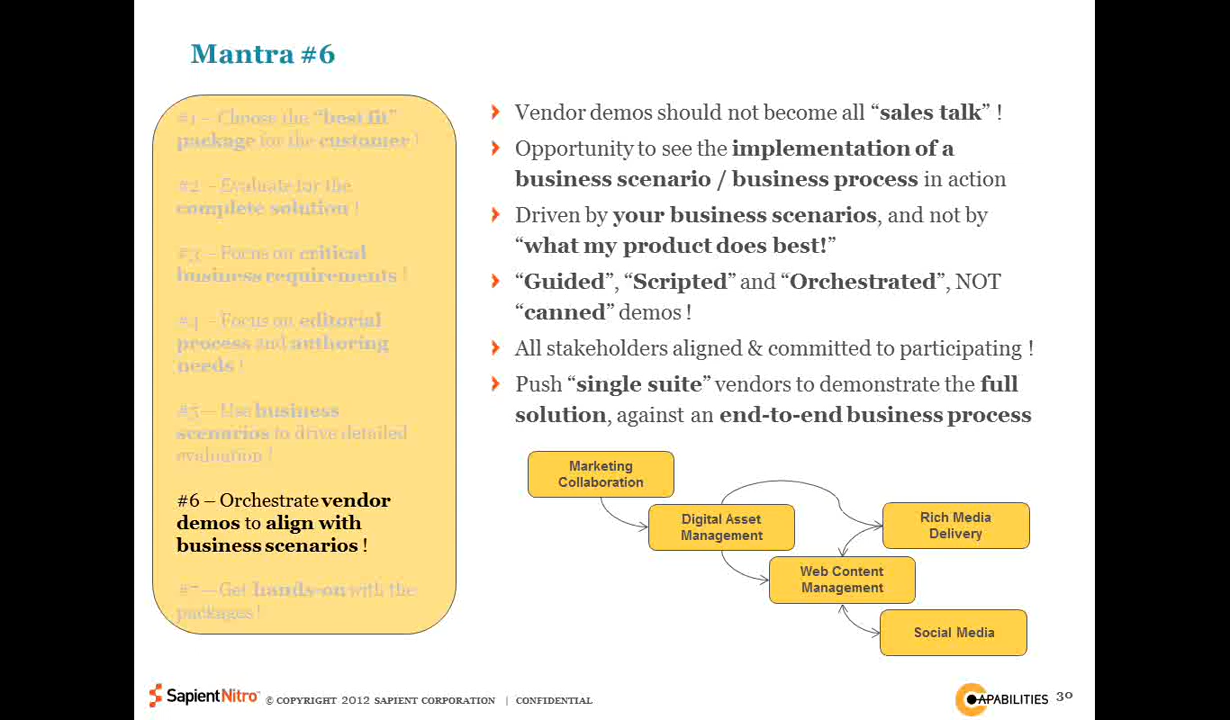 Mantra #6
#1 – Choose the “best fit”
package for the customer !
#2 – Evaluate for the
complete solution !
#3 – Focus on critical
business requirements !
#4 – Focus on editorial
process and authoring
needs !
#5 – Use business
scenarios to drive detailed
evaluation !
#6 – Orchestrate vendor
demos to align with
business scenarios !
#7 – Get hands-on with the
packages !
Vendor demos should not become all “sales talk” !
Opportunity to see the implementation of a
business scenario / business process in action
Driven by your business scenarios, and not by
“what my product does best!”
“Guided”, “Scripted” and “Orchestrated”, NOT
“canned” demos !
All stakeholders aligned & committed to participating !
Push “single suite” vendors to demonstrate the full
solution, against an end-to-end business process
Marketing
Collaboration
Digital Asset
Management
Rich Media
Delivery
Web Content
Management
Social Media
SapientNitro © COPYRIGHT 2012 SAPIENT CORPORATION | CONFIDENTIAL
CAPABILITIES 30